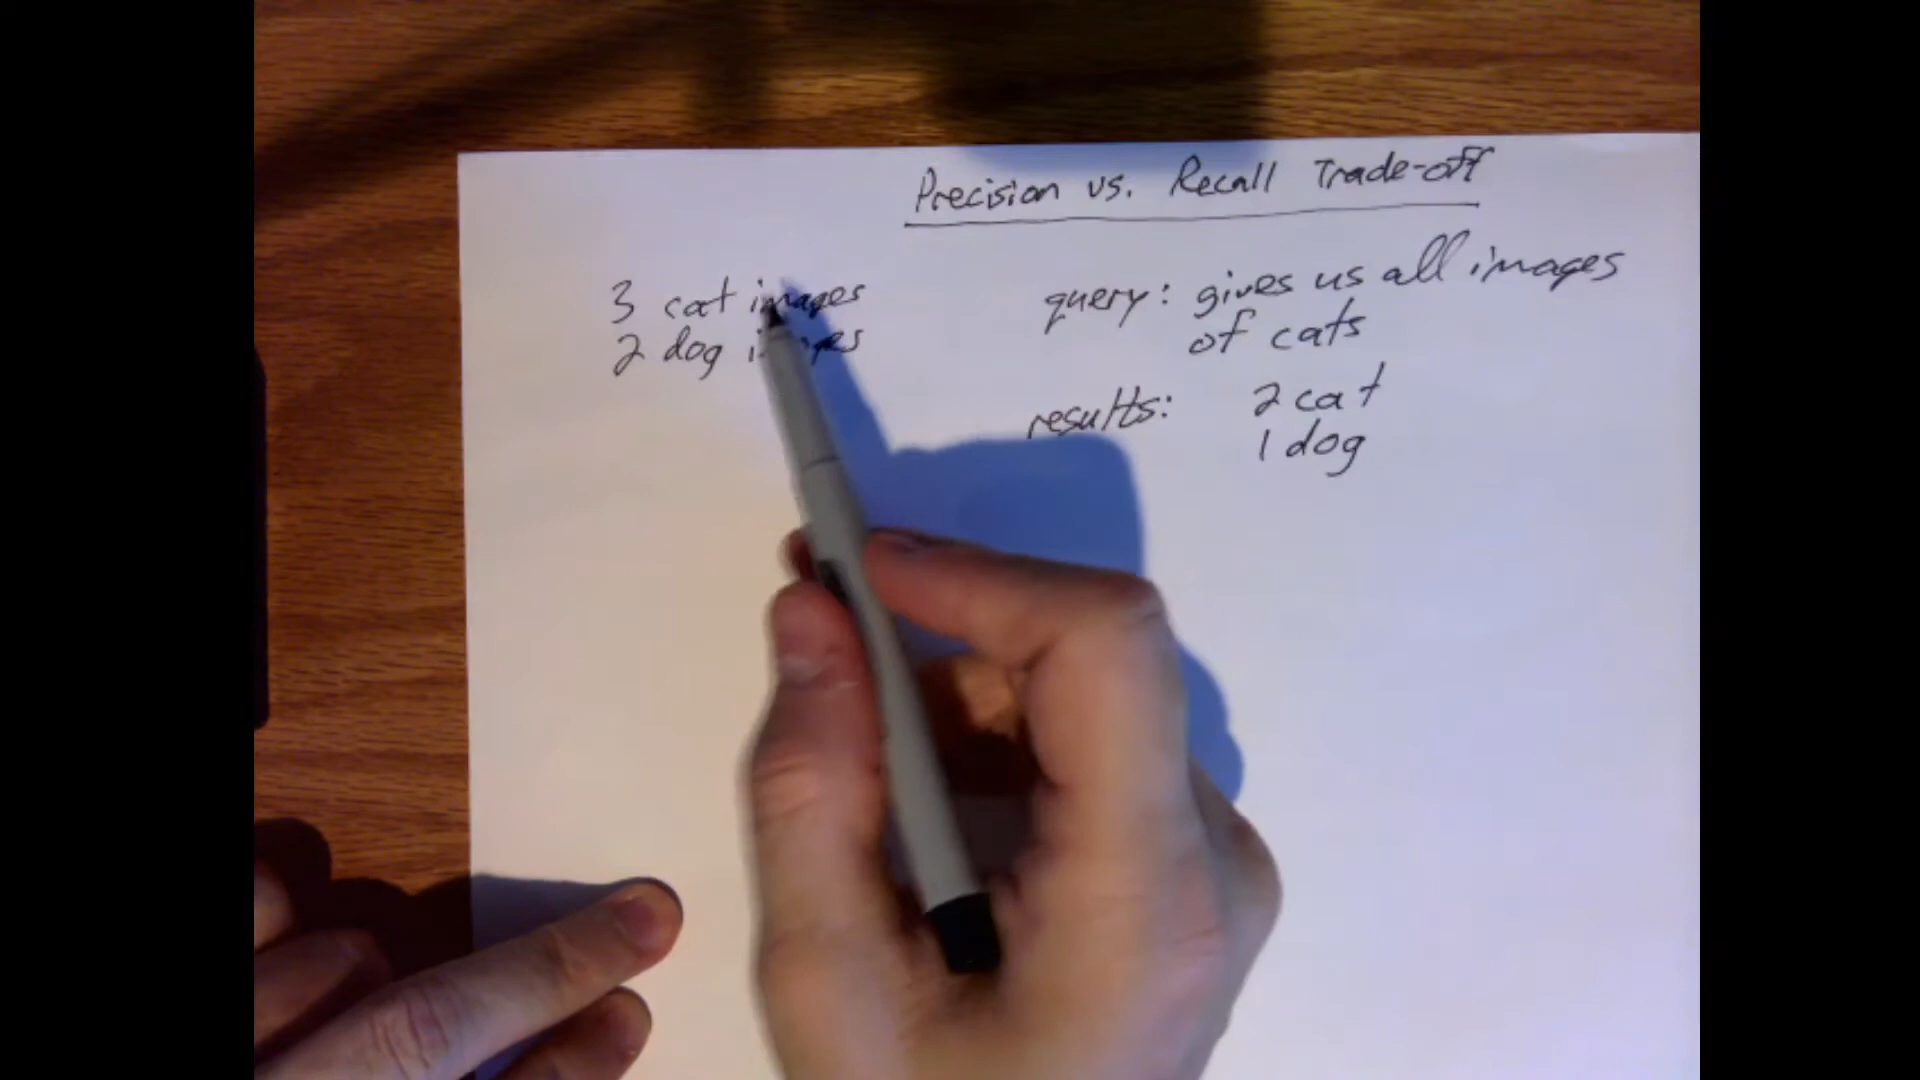 Precision vs. Recall Trade-off
3 cat images
2 dog images
query: gives us all images
of cats
results: 2 cat
1 dog